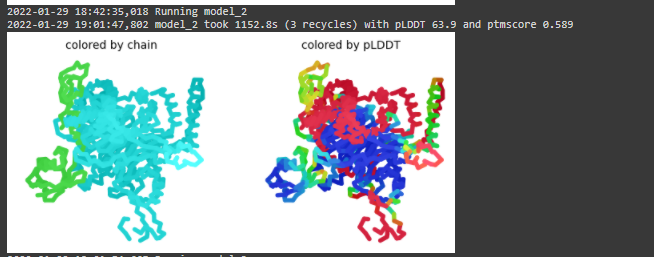 2022-01-29 18:42:35,018 Running model_2
2022-01-29 19:01:47,802 model_2 took 1152.8s (3 recycles) with pLDDT 63.9 and ptmscore 0.589
colored by chain
colored by pLDDT